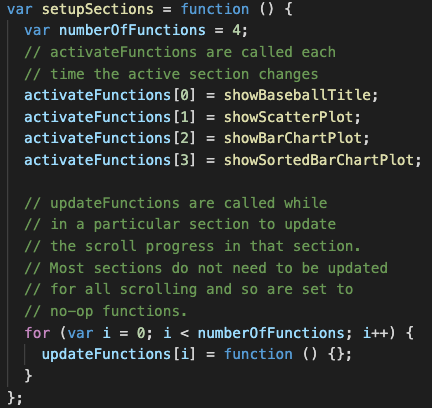 var setupSections = function () {
  var numberOfFunctions = 4;
  // activateFunctions are called each
  // time the active section changes
  activateFunctions[0] = showBaseballTitle;
  activateFunctions[1] = showScatterPlot;
  activateFunctions[2] = showBarChartPlot;
  activateFunctions[3] = showSortedBarChartPlot;

  // updateFunctions are called while
  // in a particular section to update
  // the scroll progress in that section.
  // Most sections do not need to be updated
  // for all scrolling and so are set to
  // no-op functions.
  for (var i = 0; i < numberOfFunctions; i++) {
    updateFunctions[i] = function () {};
  }
};